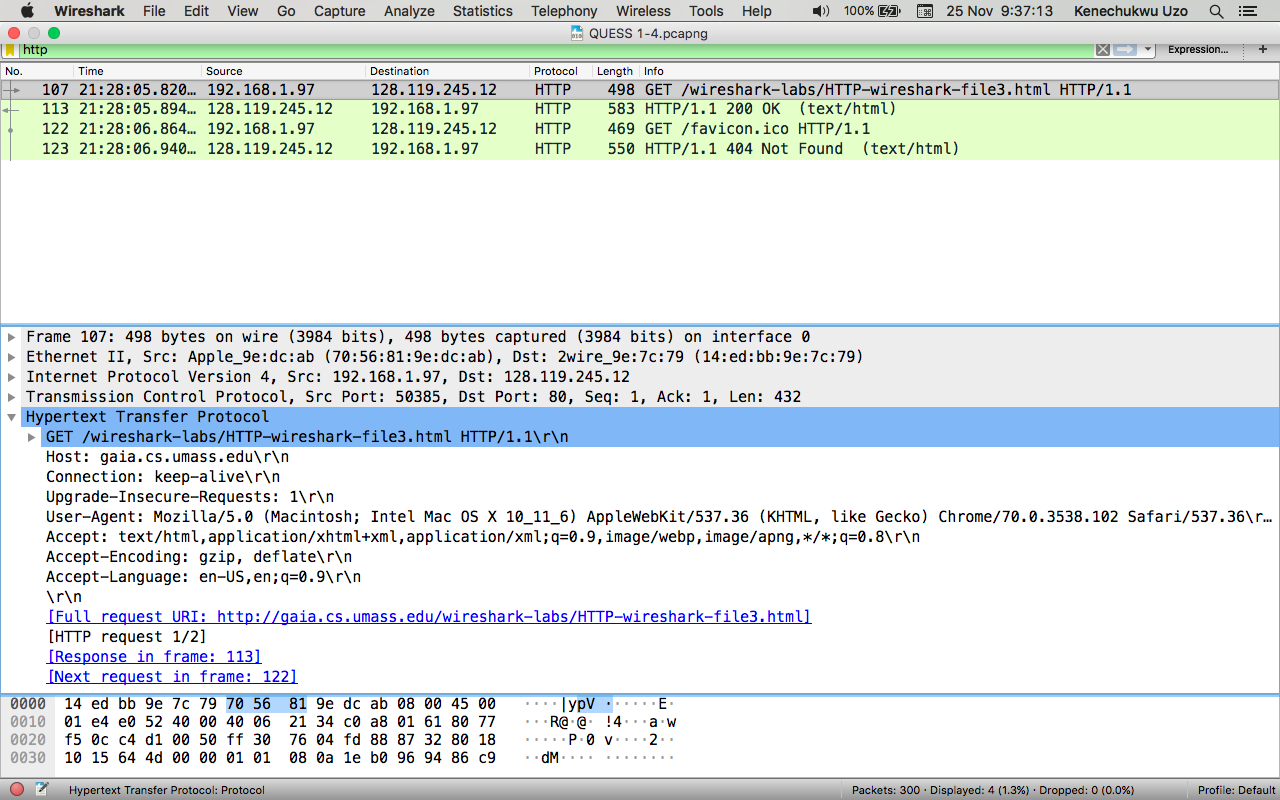 Wireshark File Edit View Go Capture Analyze Statistics Telephony Wireless Tools Help 100% 25 Nov 9:37:13 Kenechukwu Uzo
QUESS 1-4.pcapng
http Expression... +
No. Time Source Destination Protocol Length Info
107 21:28:05.820… 192.168.1.97 128.119.245.12 HTTP 498 GET /wireshark-labs/HTTP-wireshark-file3.html HTTP/1.1
113 21:28:05.894… 128.119.245.12 192.168.1.97 HTTP 583 HTTP/1.1 200 OK (text/html)
122 21:28:06.864… 192.168.1.97 128.119.245.12 HTTP 469 GET /favicon.ico HTTP/1.1
123 21:28:06.940… 128.119.245.12 192.168.1.97 HTTP 550 HTTP/1.1 404 Not Found (text/html)
Frame 107: 498 bytes on wire (3984 bits), 498 bytes captured (3984 bits) on interface 0
Ethernet II, Src: Apple_9e:dc:ab (70:56:81:9e:dc:ab), Dst: 2wire_9e:7c:79 (14:ed:bb:9e:7c:79)
Internet Protocol Version 4, Src: 192.168.1.97, Dst: 128.119.245.12
Transmission Control Protocol, Src Port: 50385, Dst Port: 80, Seq: 1, Ack: 1, Len: 432
Hypertext Transfer Protocol
GET /wireshark-labs/HTTP-wireshark-file3.html HTTP/1.1\r\n
Host: gaia.cs.umass.edu\r\n
Connection: keep-alive\r\n
Upgrade-Insecure-Requests: 1\r\n
User-Agent: Mozilla/5.0 (Macintosh; Intel Mac OS X 10_11_6) AppleWebKit/537.36 (KHTML, like Gecko) Chrome/70.0.3538.102 Safari/537.36\r…
Accept: text/html,application/xhtml+xml,application/xml;q=0.9,image/webp,image/apng,*/*;q=0.8\r\n
Accept-Encoding: gzip, deflate\r\n
Accept-Language: en-US,en;q=0.9\r\n
\r\n
[Full request URI: http://gaia.cs.umass.edu/wireshark-labs/HTTP-wireshark-file3.html]
[HTTP request 1/2]
[Response in frame: 113]
[Next request in frame: 122]
0000 14 ed bb 9e 7c 79 70 56 81 9e dc ab 08 00 45 00 ····|ypV ······E·
0010 01 e4 e0 52 40 00 40 06 21 34 c0 a8 01 61 80 77 ···R@·@· !4···a·w
0020 f5 0c c4 d1 00 50 ff 30 76 04 fd 88 87 32 80 18 ·····P·0 v····2··
0030 10 15 64 4d 00 00 01 01 08 0a 1e b0 96 94 86 c9 ··dM···· ········
Hypertext Transfer Protocol: Protocol Packets: 300 · Displayed: 4 (1.3%) · Dropped: 0 (0.0%) Profile: Default